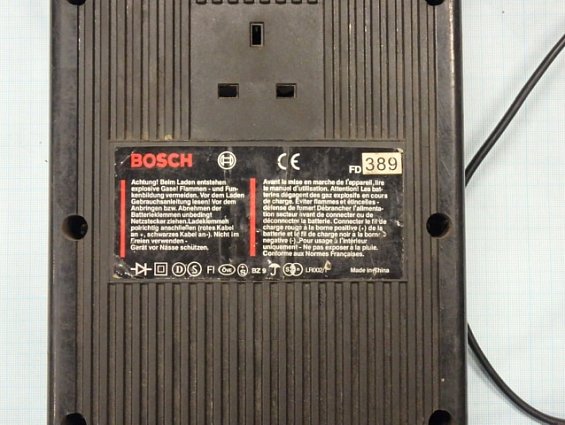 BOSCH
CE
FD 389
Achtung! Beim Laden entstehen
explosive Gase! Flammen - und Fun-
kenbildung vermeiden. Vor dem Laden
Gebrauchsanleitung lesen! Vor dem
Anbringen bzw. Abnehmen der
Batterieklemmen unbedingt
Netzstecker ziehen Ladeklemmen
polrichtig anschließen (rotes Kabel
an +, schwarzes Kabel an-). Nicht im
Freien verwenden -
Gerät vor Nässe schützen.
Avant la mise en marche de l'appareil, lire
le manuel d'utilisation. Attention! Les bat-
teries dégagent des gaz explosifs en cours
de charge. Eviter flammes et étincelles -
défense de fumer! Débrancher l'alimenta-
tion secteur avant de connecter ou de
déconnecter la batterie. Connecter le fil de
charge rouge à la borne positive (+) de la
batterie et le fil de charge noir à la borne
negative (-). Pour usage à l'intérieur
uniquement! - Ne pas exposer à la pluie.
Conforme aux Normes Françaises.
D S FI ÖVE BZ 9
Made in China